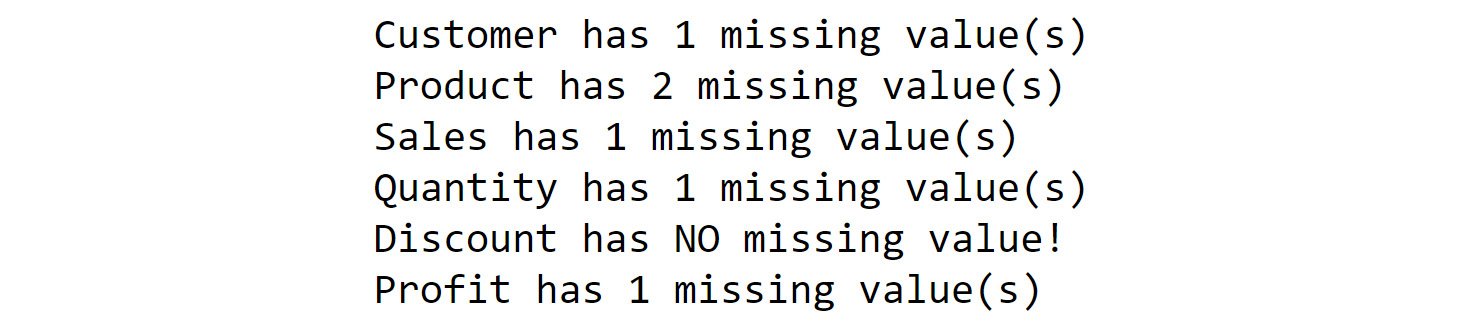 Customer has 1 missing value(s)
Product has 2 missing value(s)
Sales has 1 missing value(s)
Quantity has 1 missing value(s)
Discount has NO missing value!
Profit has 1 missing value(s)